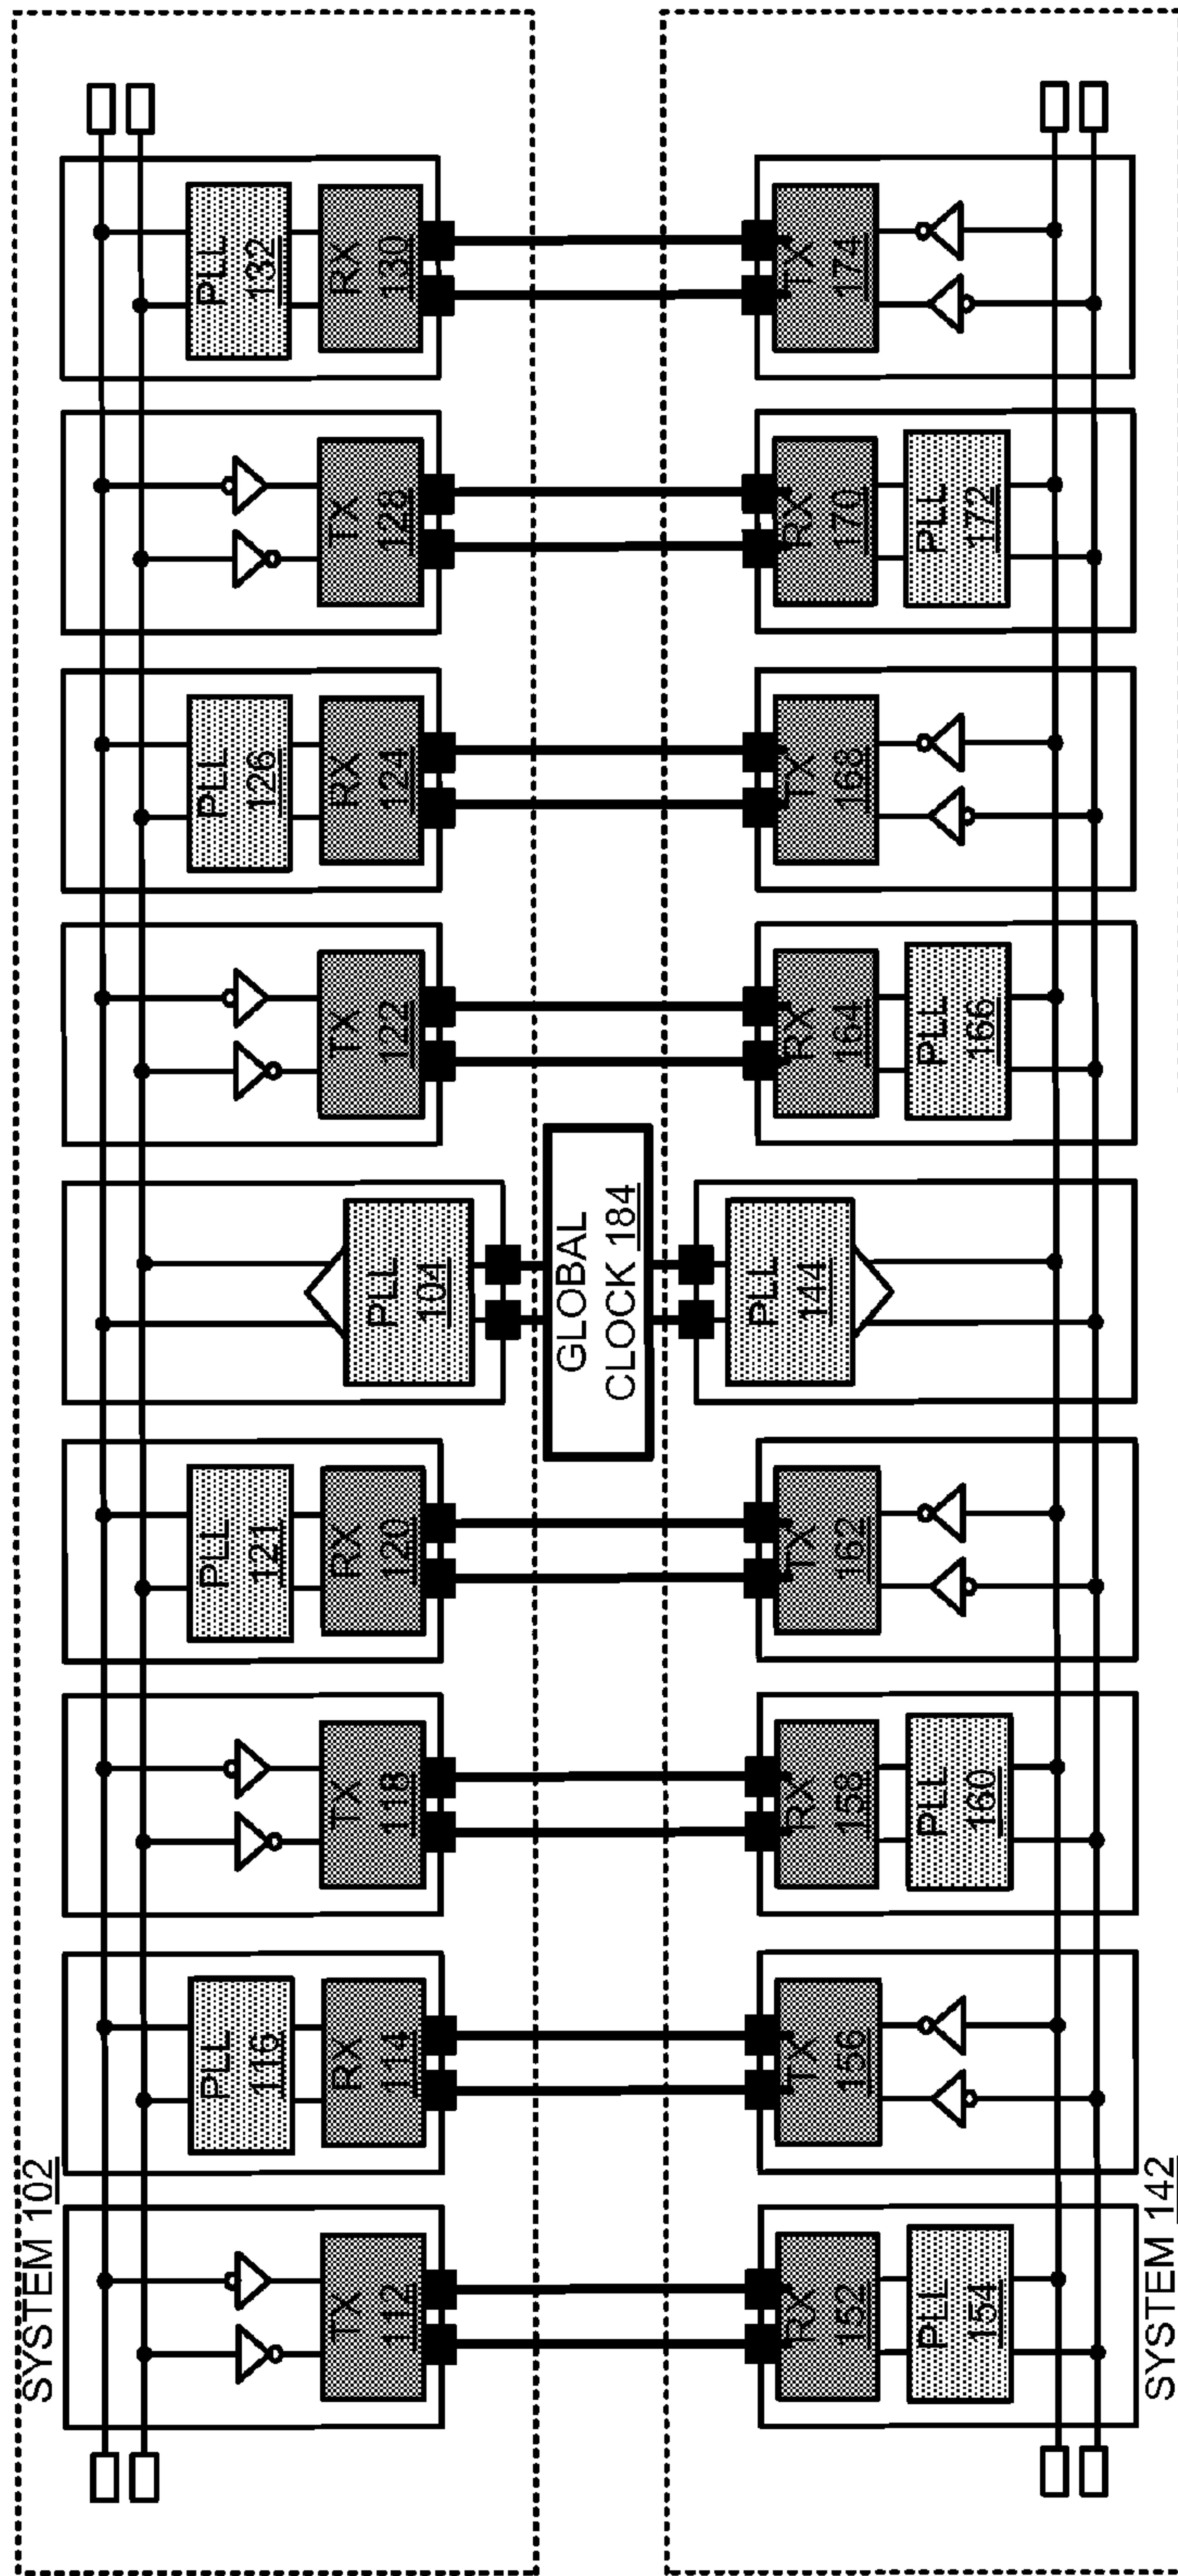 SYSTEM 102
TX
112
PLL
116
RX
114
TX
118
PLL
121
RX
120
PLL
104
TX
122
PLL
126
RX
124
TX
128
PLL
132
RX
130
GLOBAL
CLOCK 184
RX
152
PLL
154
TX
156
RX
158
PLL
160
TX
162
PLL
144
RX
164
PLL
166
TX
168
RX
170
PLL
172
TX
174
SYSTEM 142